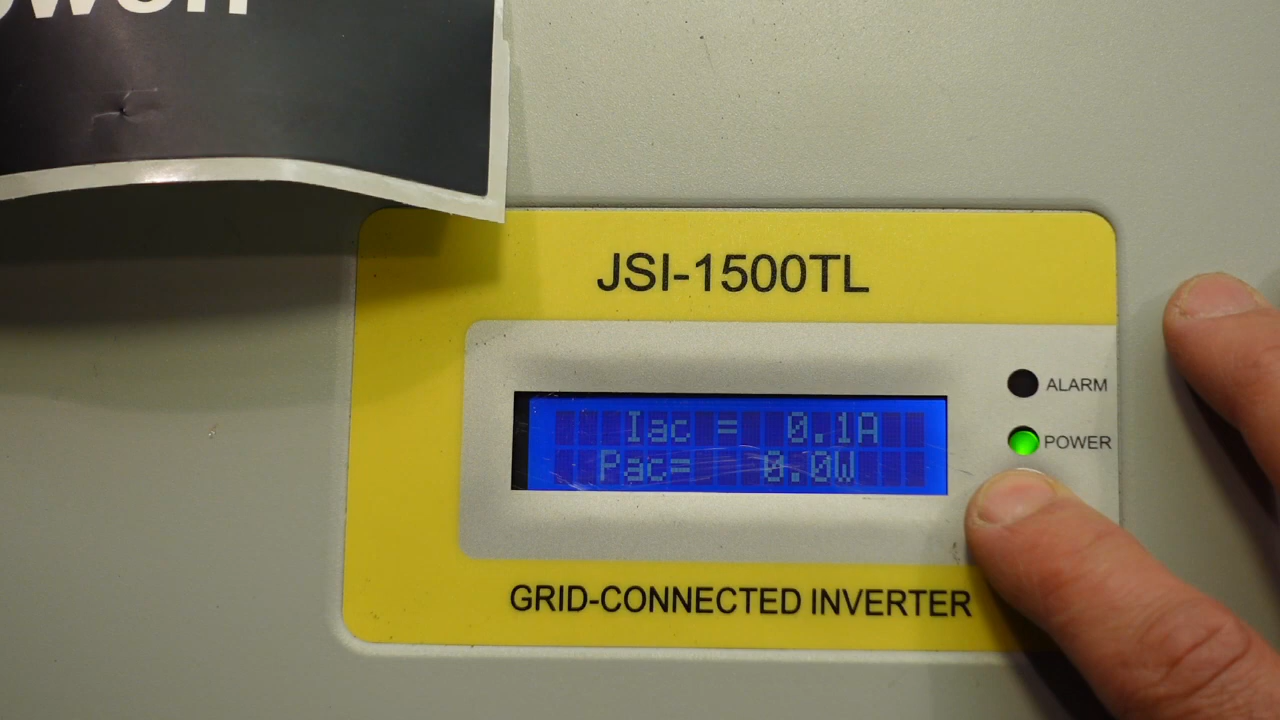 JSI-1500TL
ALARM
Iac = 0.1A
POWER
Pac= 0.0W
GRID-CONNECTED INVERTER